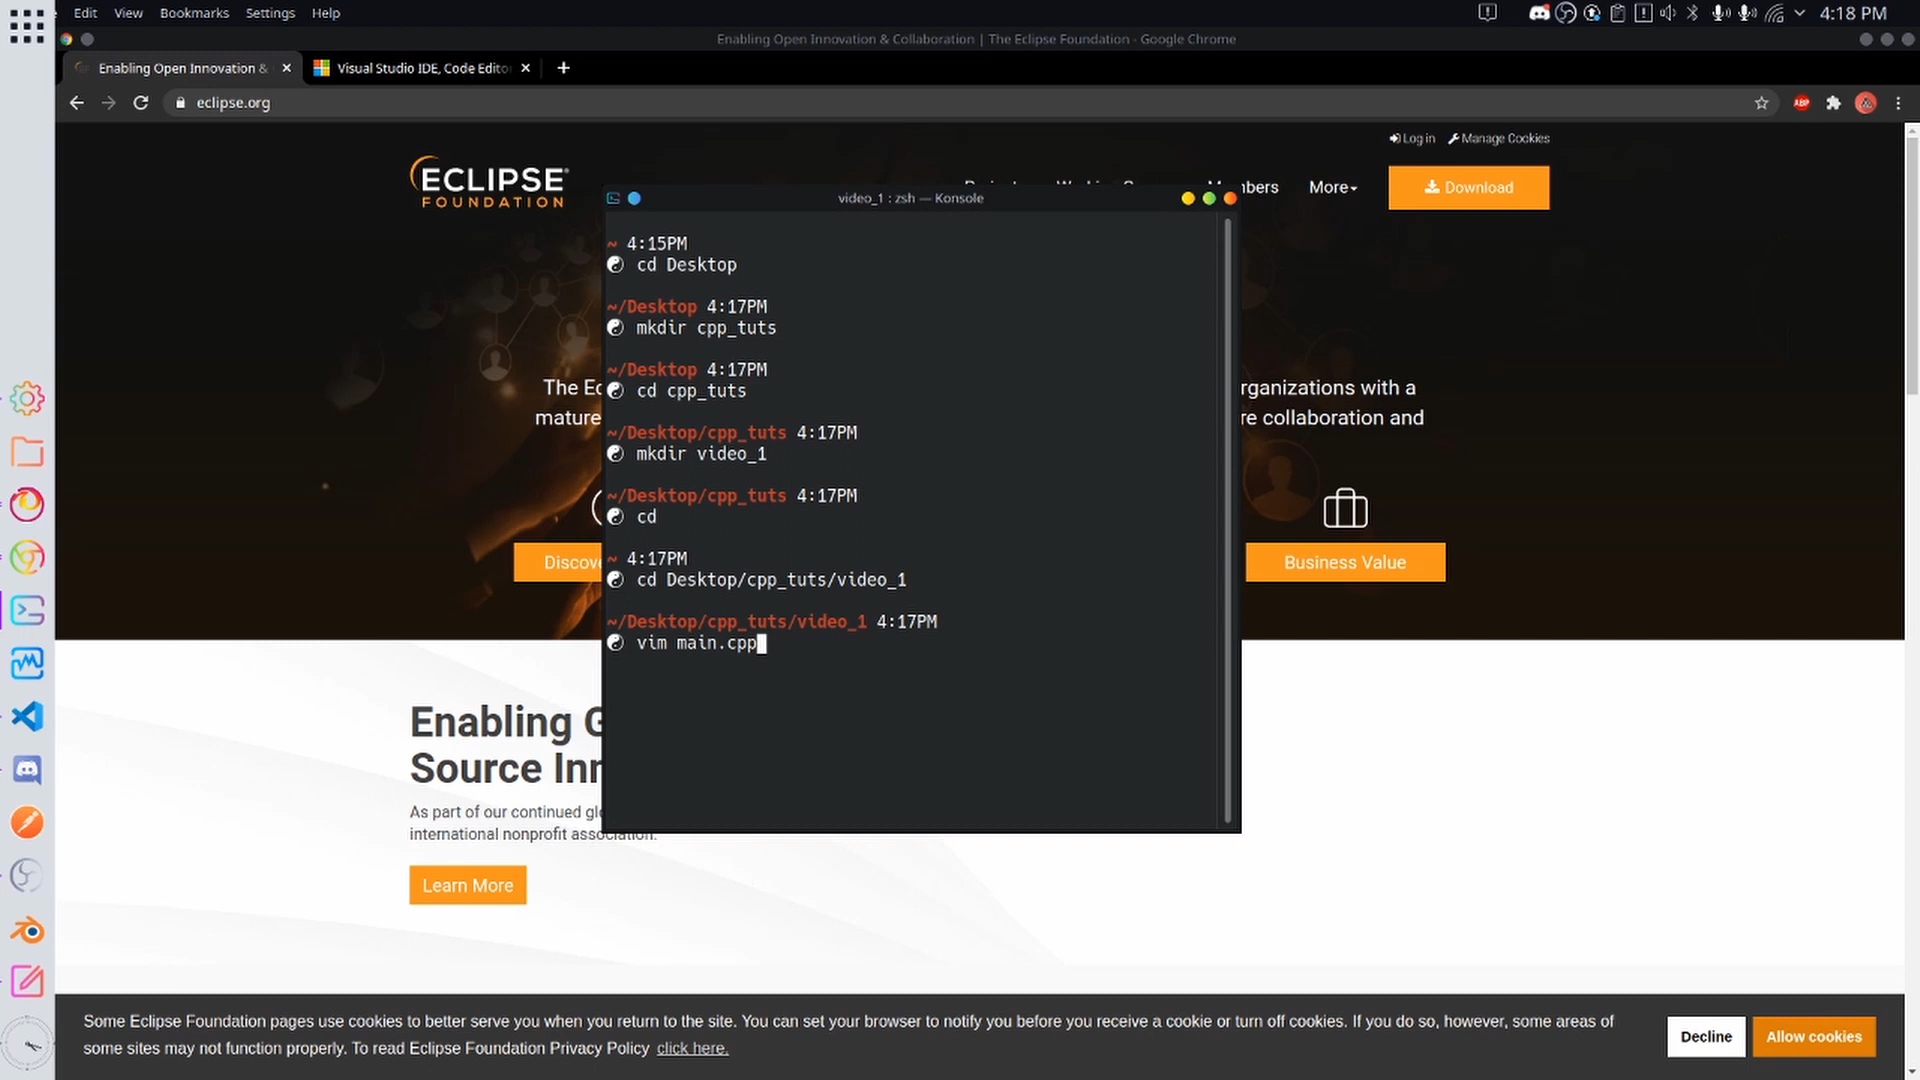 Edit View Bookmarks Settings Help
4:18 PM
Enabling Open Innovation & Collaboration | The Eclipse Foundation - Google Chrome
Enabling Open Innovation &
Visual Studio IDE, Code Edito
eclipse.org
ABP
Log in Manage Cookies
ECLIPSE
FOUNDATION
More
Download
video_1 : zsh — Konsole
~ 4:15PM
cd Desktop
~/Desktop 4:17PM
mkdir cpp_tuts
~/Desktop 4:17PM
cd cpp_tuts
~/Desktop/cpp_tuts 4:17PM
mkdir video_1
~/Desktop/cpp_tuts 4:17PM
cd
~ 4:17PM
cd Desktop/cpp_tuts/video_1
~/Desktop/cpp_tuts/video_1 4:17PM
vim main.cpp
The Ec
mature
rganizations with a
re collaboration and
Discove
Business Value
Enabling
Source Inn
As part of our continued glo
international nonprofit association.
Learn More
Some Eclipse Foundation pages use cookies to better serve you when you return to the site. You can set your browser to notify you before you receive a cookie or turn off cookies. If you do so, however, some areas of
some sites may not function properly. To read Eclipse Foundation Privacy Policy click here.
Decline
Allow cookies